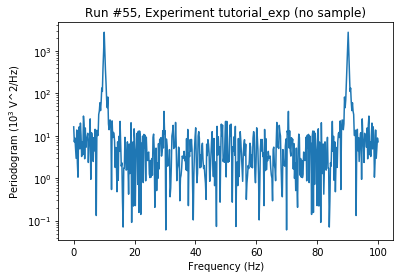 Run #55, Experiment tutorial_exp (no sample)
Periodogram (10³ V^2/Hz)
10³
10²
10¹
10⁰
10⁻¹
0 20 40 60 80 100
Frequency (Hz)